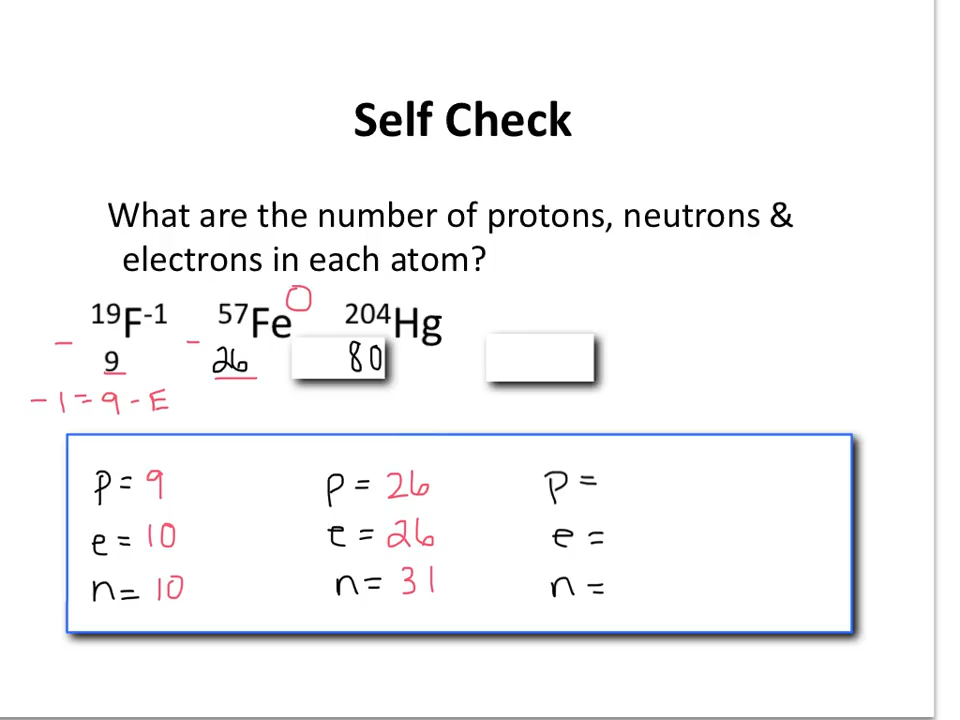 Self Check
What are the number of protons, neutrons &
electrons in each atom?
19F-1 57Fe0 204Hg
- 9 - 26 80
-1=9-E
p=9 p=26 p=
e=10 e=26 e=
n=10 n=31 n=